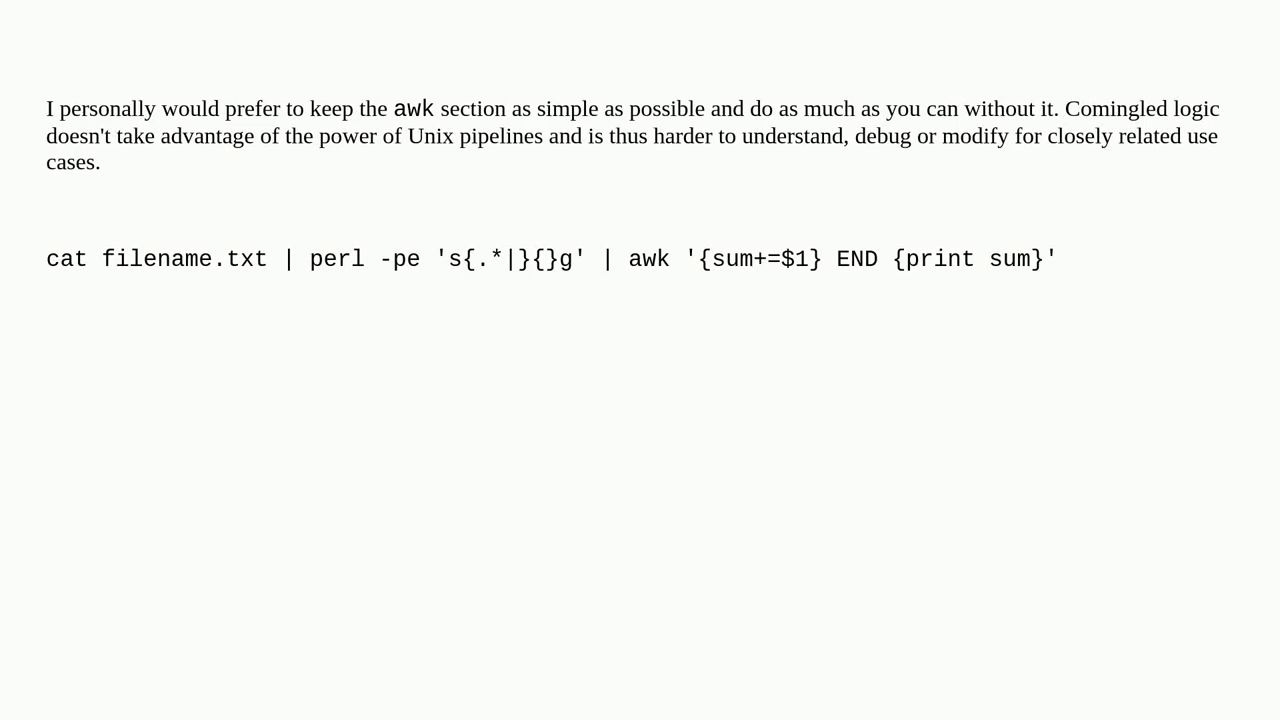 I personally would prefer to keep the awk section as simple as possible and do as much as you can without it. Comingled logic
doesn't take advantage of the power of Unix pipelines and is thus harder to understand, debug or modify for closely related use
cases.
cat filename.txt | perl -pe 's{.*|}{}g' | awk '{sum+=$1} END {print sum}'